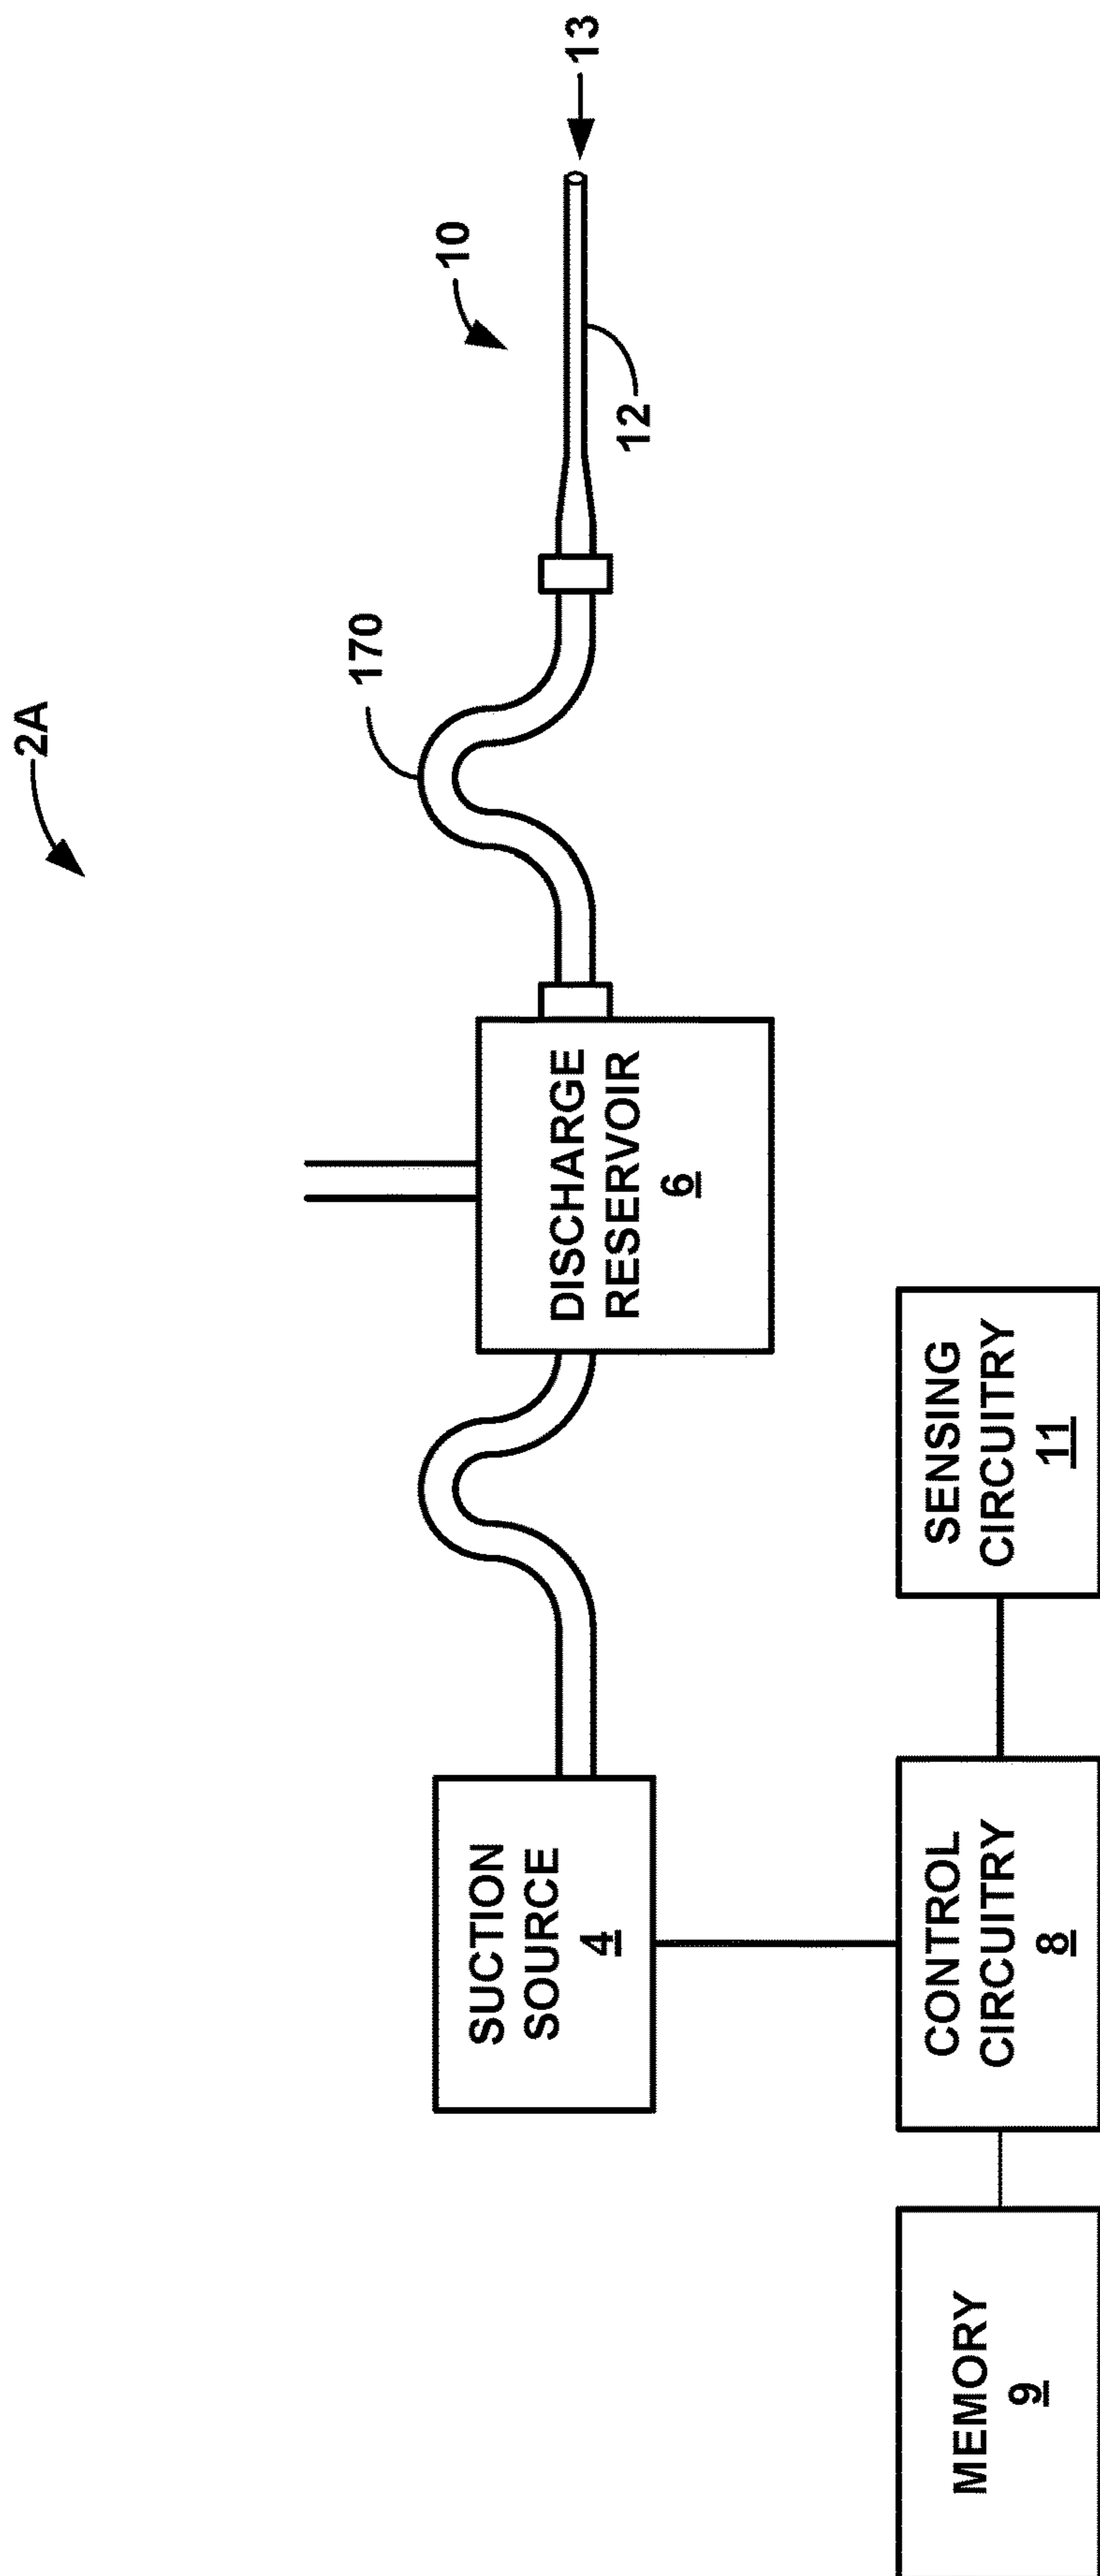 2A
170
10
13
12
SUCTION
SOURCE
4
DISCHARGE
RESERVOIR
6
MEMORY
9
CONTROL
CIRCUITRY
8
SENSING
CIRCUITRY
11